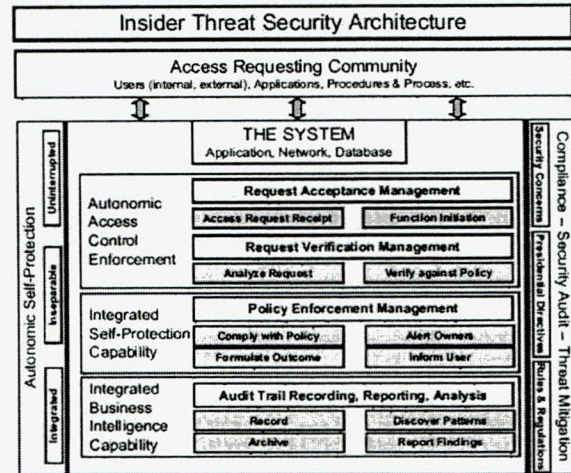 Insider Threat Security Architecture
Access Requesting Community
Users (internal, external), Applications, Procedures & Process, etc.
THE SYSTEM
Application, Network, Database
Autonomic Self-Protection
Uninterrupted
Inseparable
Integrated
Autonomic
Access
Control
Enforcement
Request Acceptance Management
Access Request Receipt
Function Initiation
Request Verification Management
Analyze Request
Verify against Policy
Integrated
Self-Protection
Capability
Policy Enforcement Management
Comply with Policy
Alert Owners
Formulate Outcome
Inform User
Integrated
Business
Intelligence
Capability
Audit Trail Recording, Reporting, Analysis
Record
Discover Patterns
Archive
Report Findings
Security Concerns
Presidential Directives
Rules & Regulations
Compliance – Security Audit – Threat Mitigation